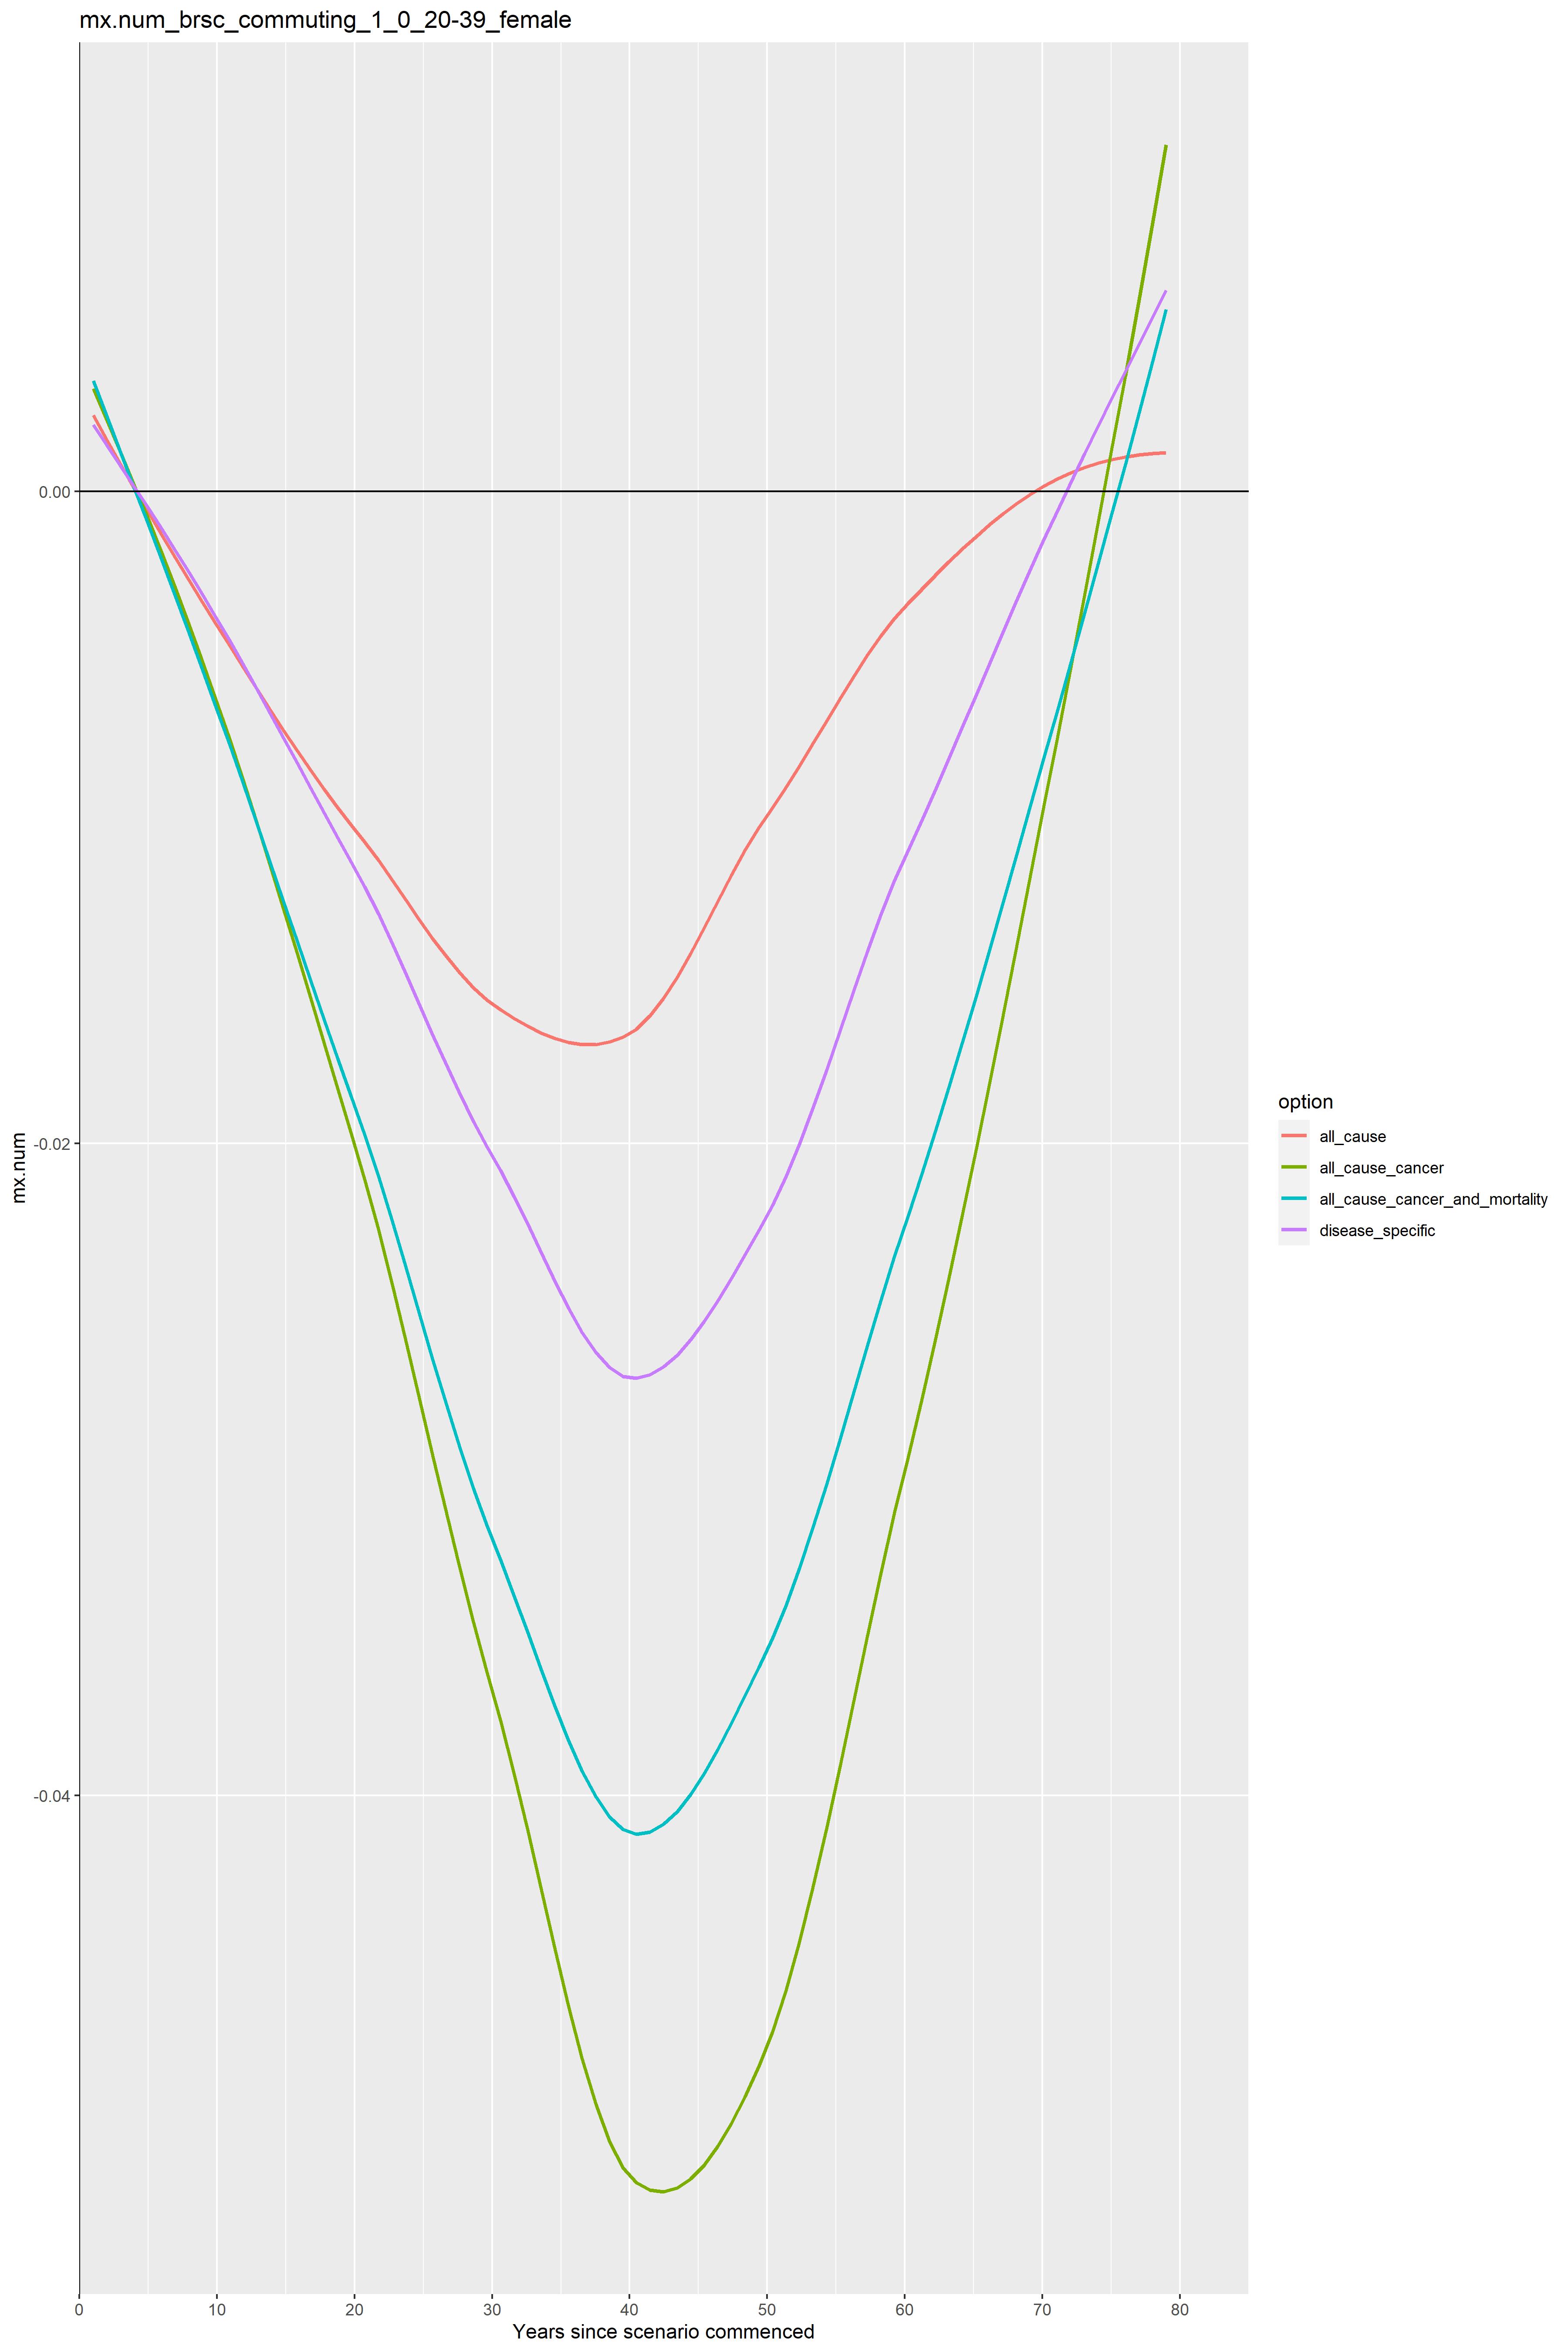 mx.num_brsc_commuting_1_0_20-39_female
0.00
-0.02
-0.04
mx.num
0 10 20 30 40 50 60 70 80
Years since scenario commenced
option
all_cause
all_cause_cancer
all_cause_cancer_and_mortality
disease_specific